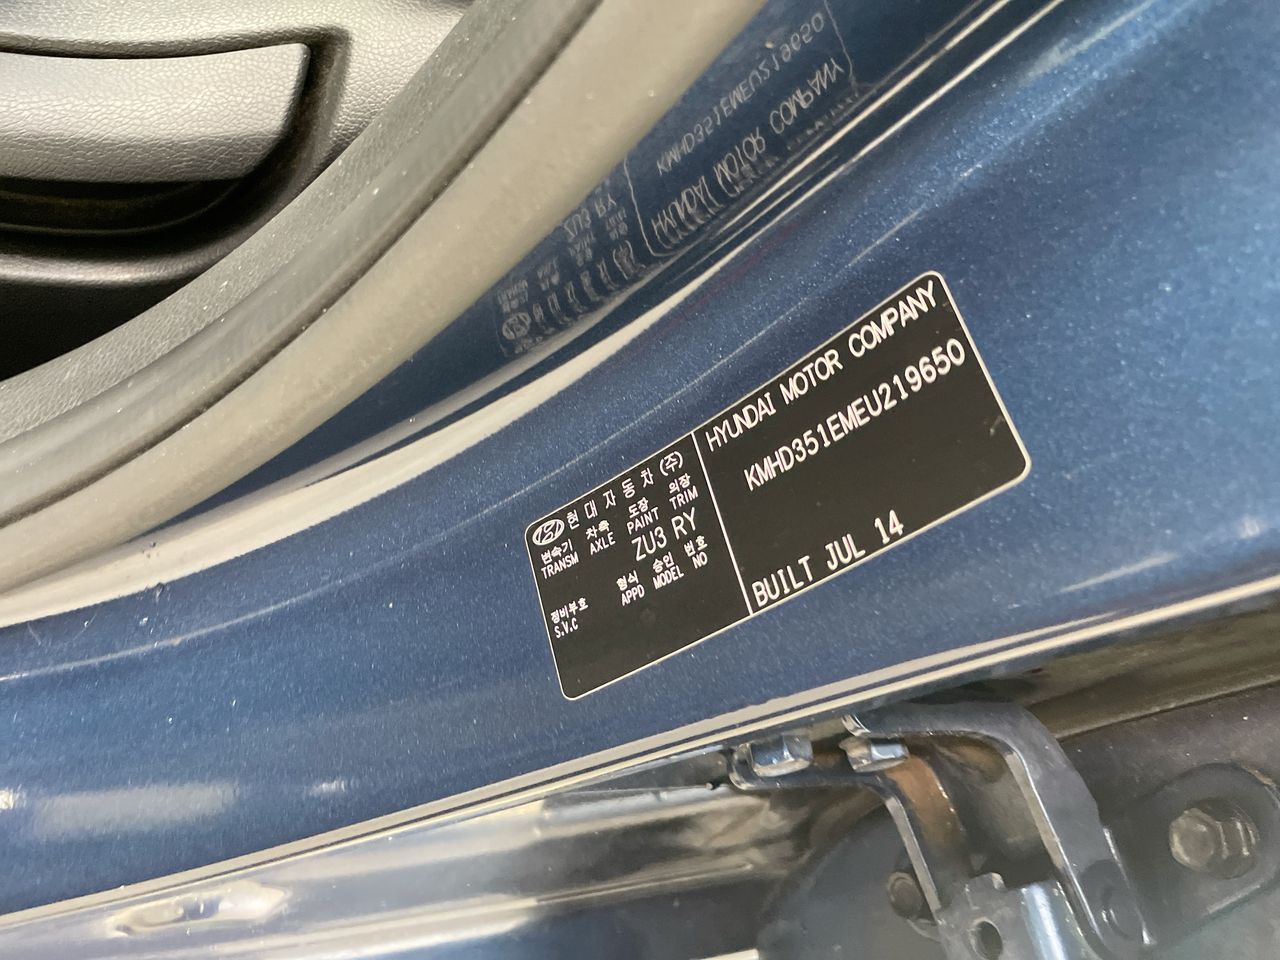 현대자동차(주)
변속기 차축 도장 의장
TRANSM AXLE PAINT TRIM
ZU3 RY
형식 승인 번호
APPD MODEL NO
정비부호
S.V.C
HYUNDAI MOTOR COMPANY
KMHD351EMEU219650
BUILT JUL 14